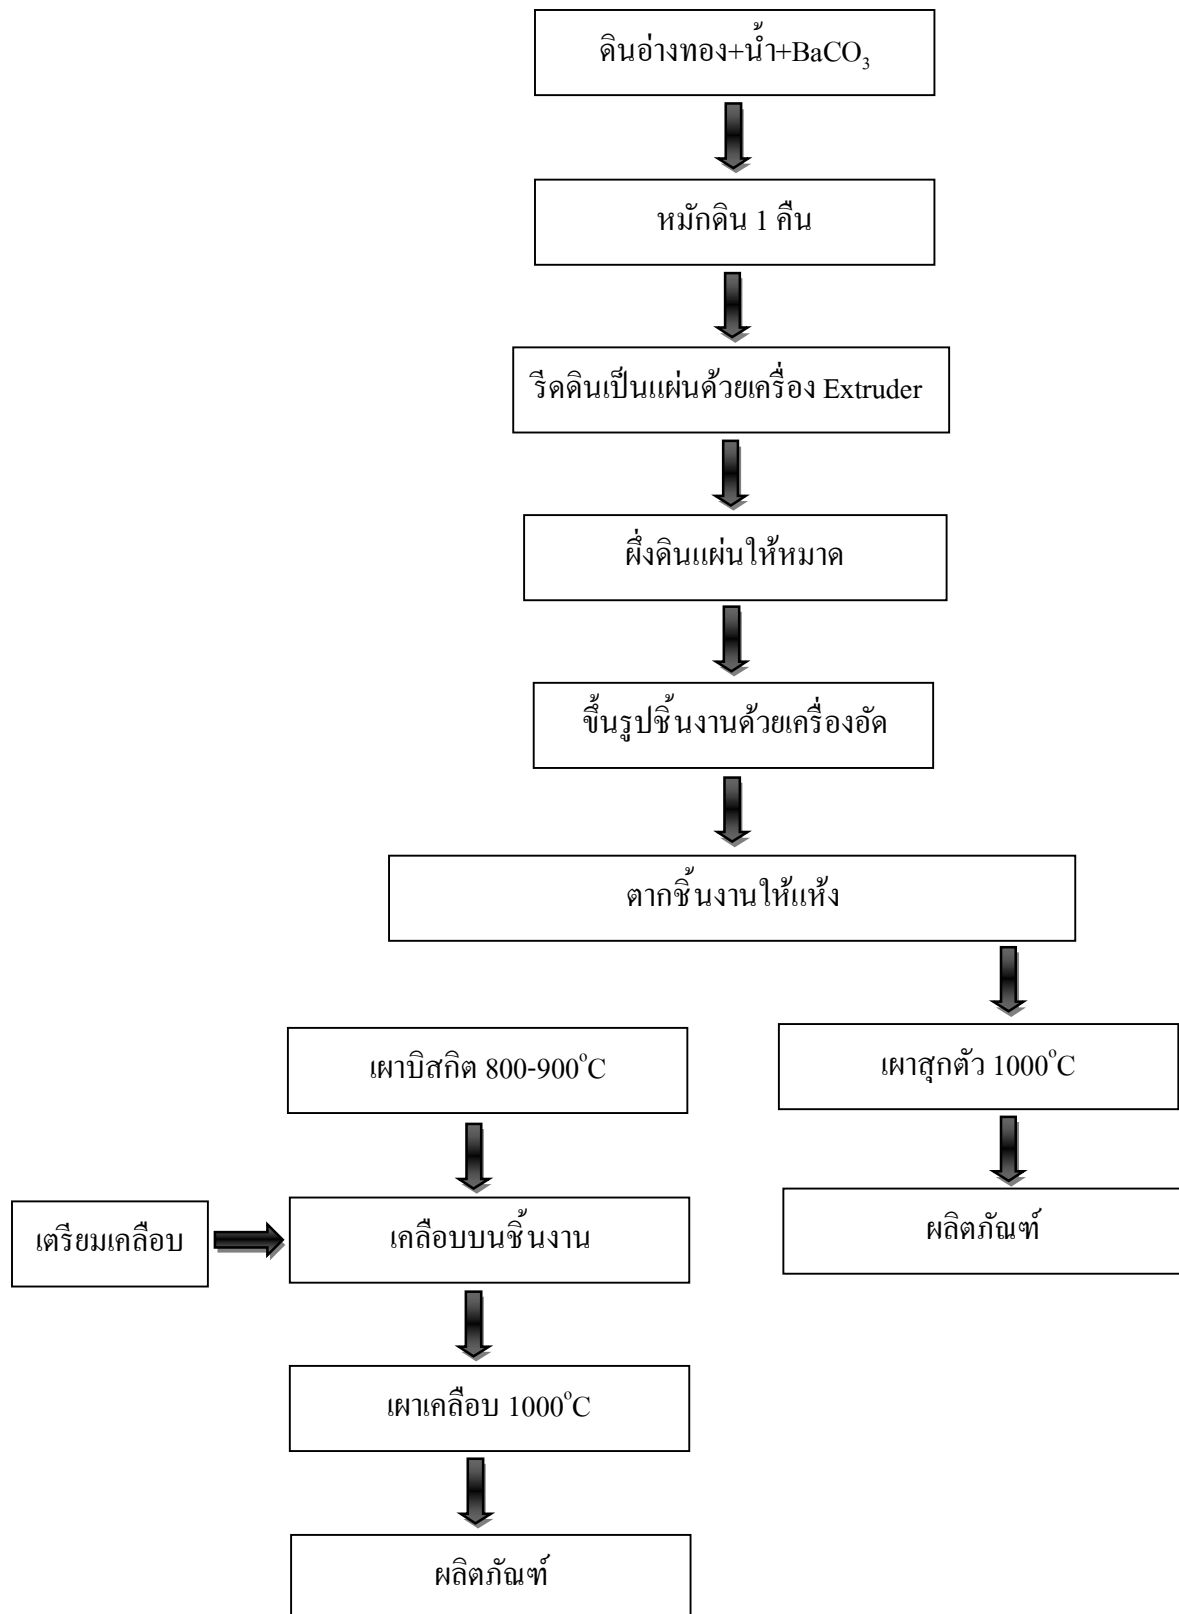 ดินอ่างทอง+น้ำ+BaCO₃
หมักดิน 1 คืน
รีดดินเป็นแผ่นด้วยเครื่อง Extruder
ผึ่งดินแผ่นให้หมาด
ขึ้นรูปชิ้นงานด้วยเครื่องอัด
ตากชิ้นงานให้แห้ง
เผาบิสกิต 800-900°C
เผาสุกตัว 1000°C
เตรียมเคลือบ
เคลือบบนชิ้นงาน
ผลิตภัณฑ์
เผาเคลือบ 1000°C
ผลิตภัณฑ์